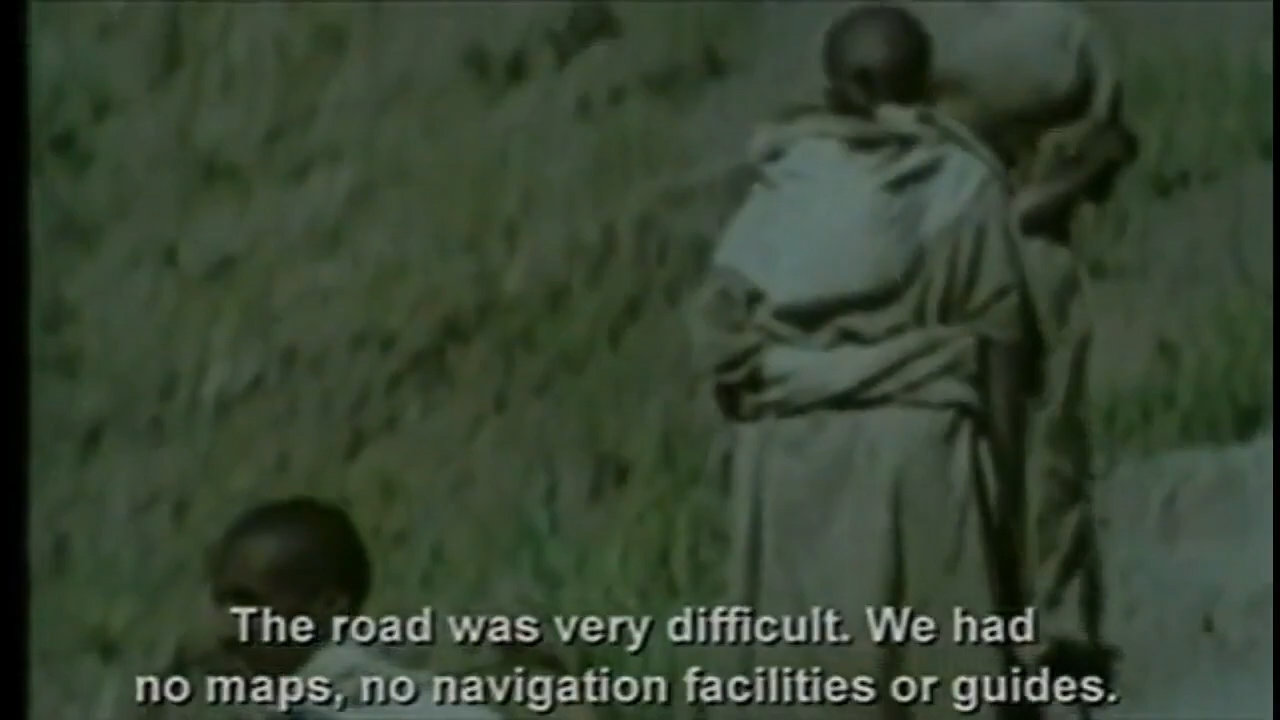 The road was very difficult. We had
no maps, no navigation facilities or guides.